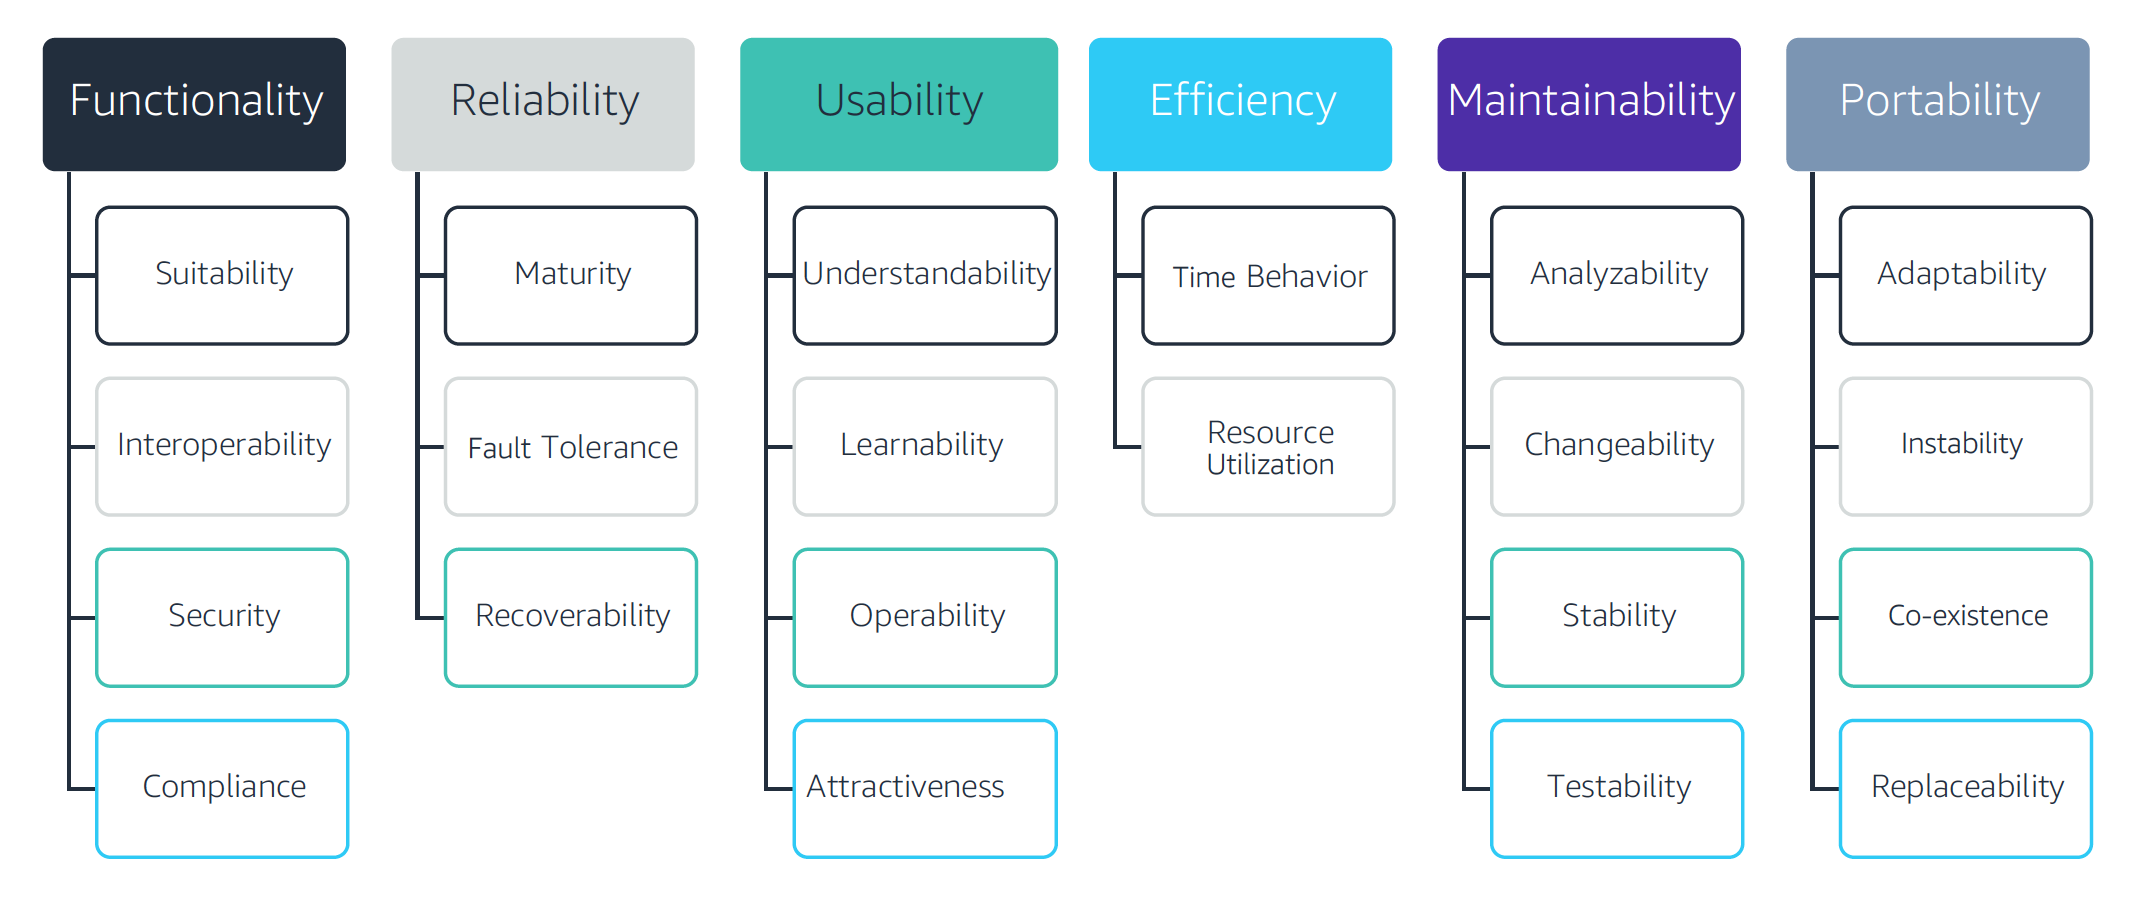 Functionality
Suitability
Interoperability
Security
Compliance
Reliability
Maturity
Fault Tolerance
Recoverability
Usability
Understandability
Learnability
Operability
Attractiveness
Efficiency
Time Behavior
Resource
Utilization
Maintainability
Analyzability
Changeability
Stability
Testability
Portability
Adaptability
Instability
Co-existence
Replaceability